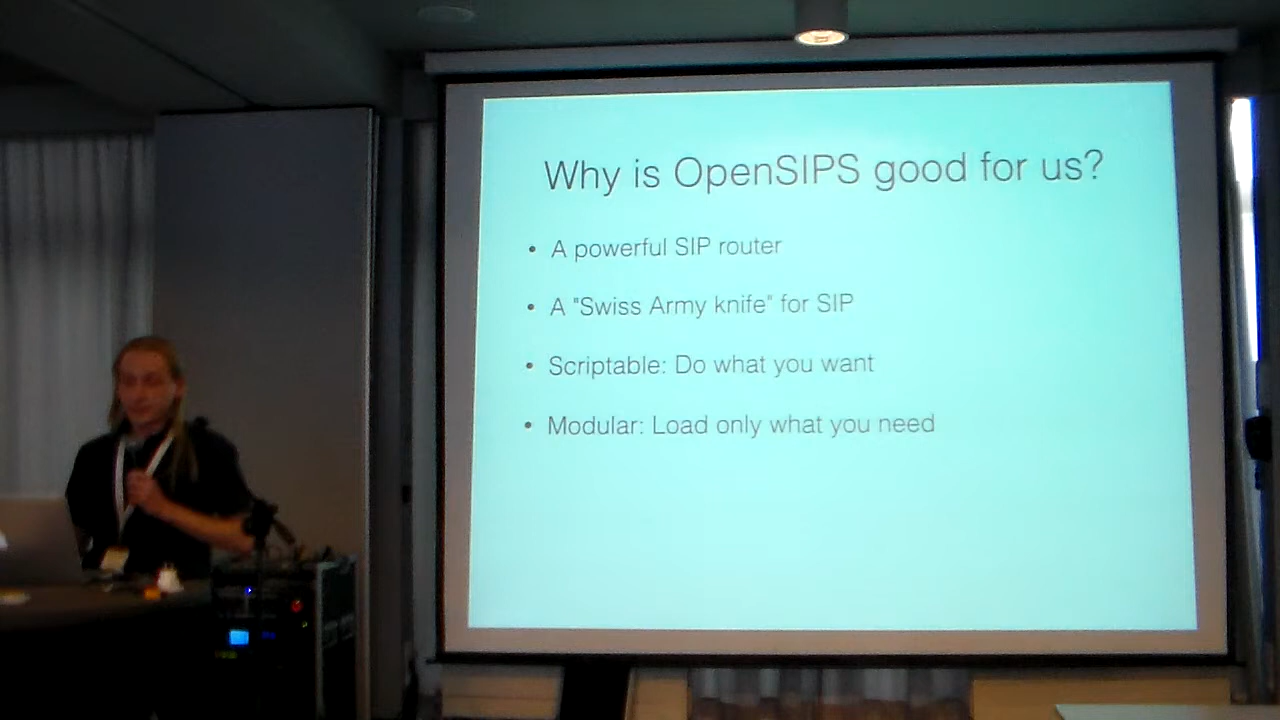 Why is OpenSIPS good for us?
• A powerful SIP router
• A "Swiss Army knife" for SIP
• Scriptable: Do what you want
• Modular: Load only what you need